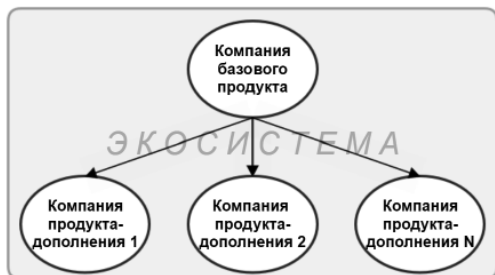 Компания
базового
продукта
ЭКОСИСТЕМА
Компания
продукта-
дополнения 1
Компания
продукта-
дополнения 2
Компания
продукта-
дополнения N